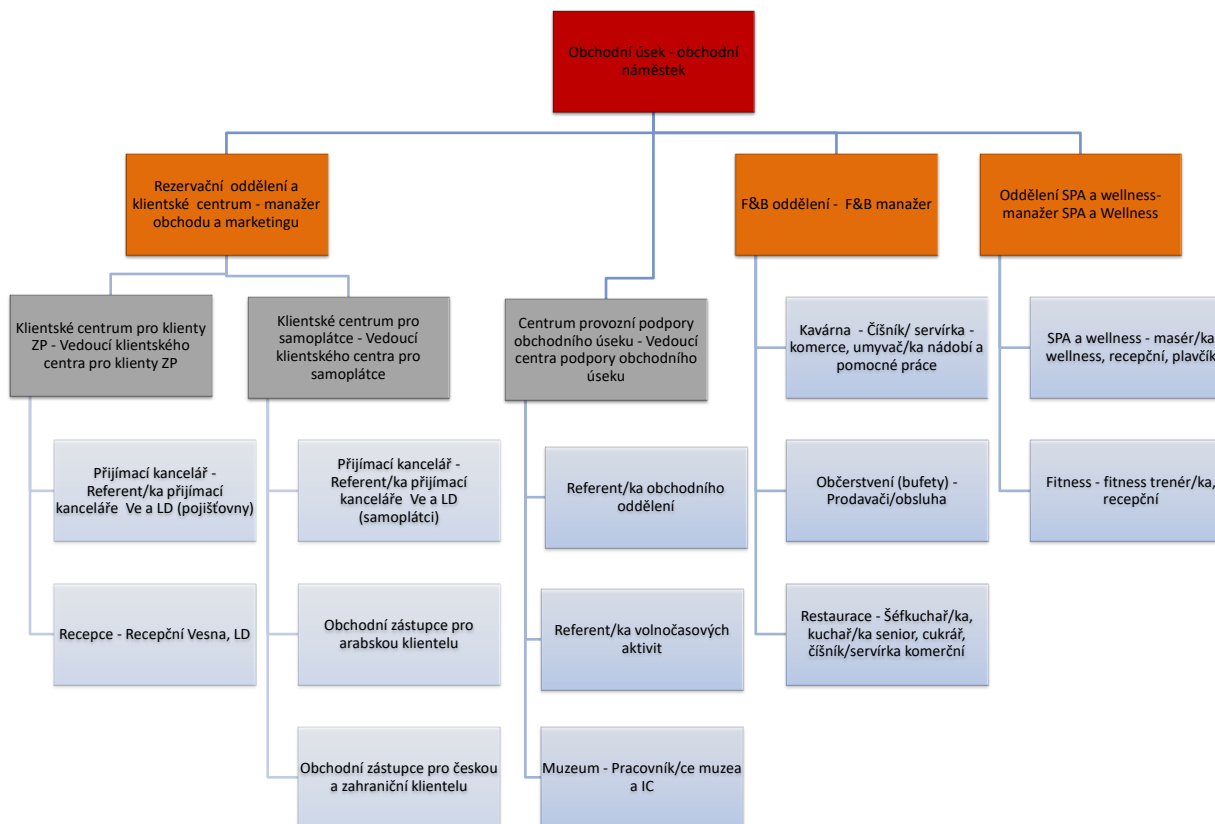 Obchodní úsek - obchodní
náměstek
Rezervační oddělení a
klientské centrum - manažer
obchodu a marketingu
F&B oddělení - F&B manažer
Oddělení SPA a wellness-
manažer SPA a Wellness
Klientské centrum pro klienty
ZP - Vedoucí klientského
centra pro klienty ZP
Klientské centrum pro
samoplátce - Vedoucí
klientského centra pro
samoplátce
Centrum provozní podpory
obchodního úseku - Vedoucí
centra podpory obchodního
úseku
Kavárna - Číšník/ servírka -
komerce, umyvač/ka nádobí a
pomocné práce
SPA a wellness - masér/ka
wellness, recepční, plavčík
Přijímací kancelář -
Referent/ka přijímací
kanceláře Ve a LD (pojišťovny)
Přijímací kancelář -
Referent/ka přijímací
kanceláře Ve a LD
(samoplátci)
Referent/ka obchodního
oddělení
Občerstvení (bufety) -
Prodavači/obsluha
Fitness - fitness trenér/ka,
recepční
Recepce - Recepční Vesna, LD
Obchodní zástupce pro
arabskou klientelu
Referent/ka volnočasových
aktivit
Restaurace - Šéfkuchař/ka,
kuchař/ka senior, cukrář,
číšník/servírka komerční
Obchodní zástupce pro českou
a zahraniční klientelu
Muzeum - Pracovník/ce muzea
a IC